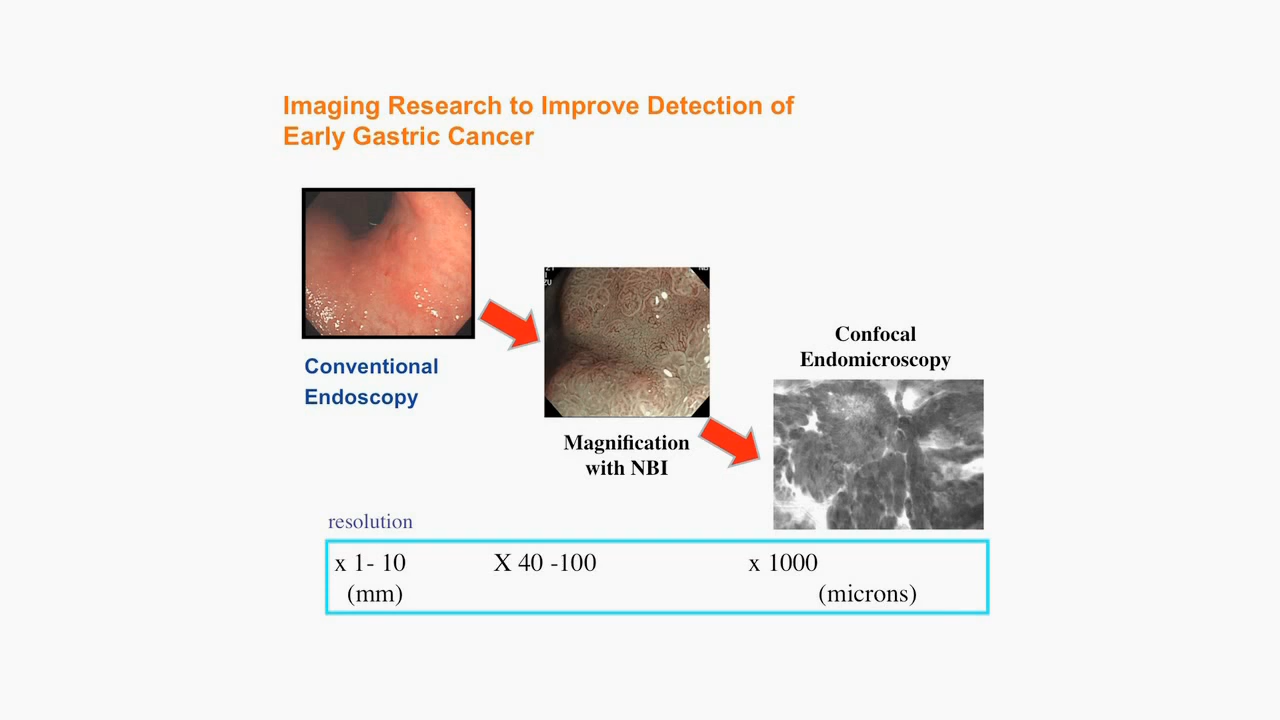 Imaging Research to Improve Detection of
Early Gastric Cancer
Conventional
Endoscopy
Magnification
with NBI
Confocal
Endomicroscopy
resolution
x 1- 10
(mm)
X 40 -100
x 1000
(microns)